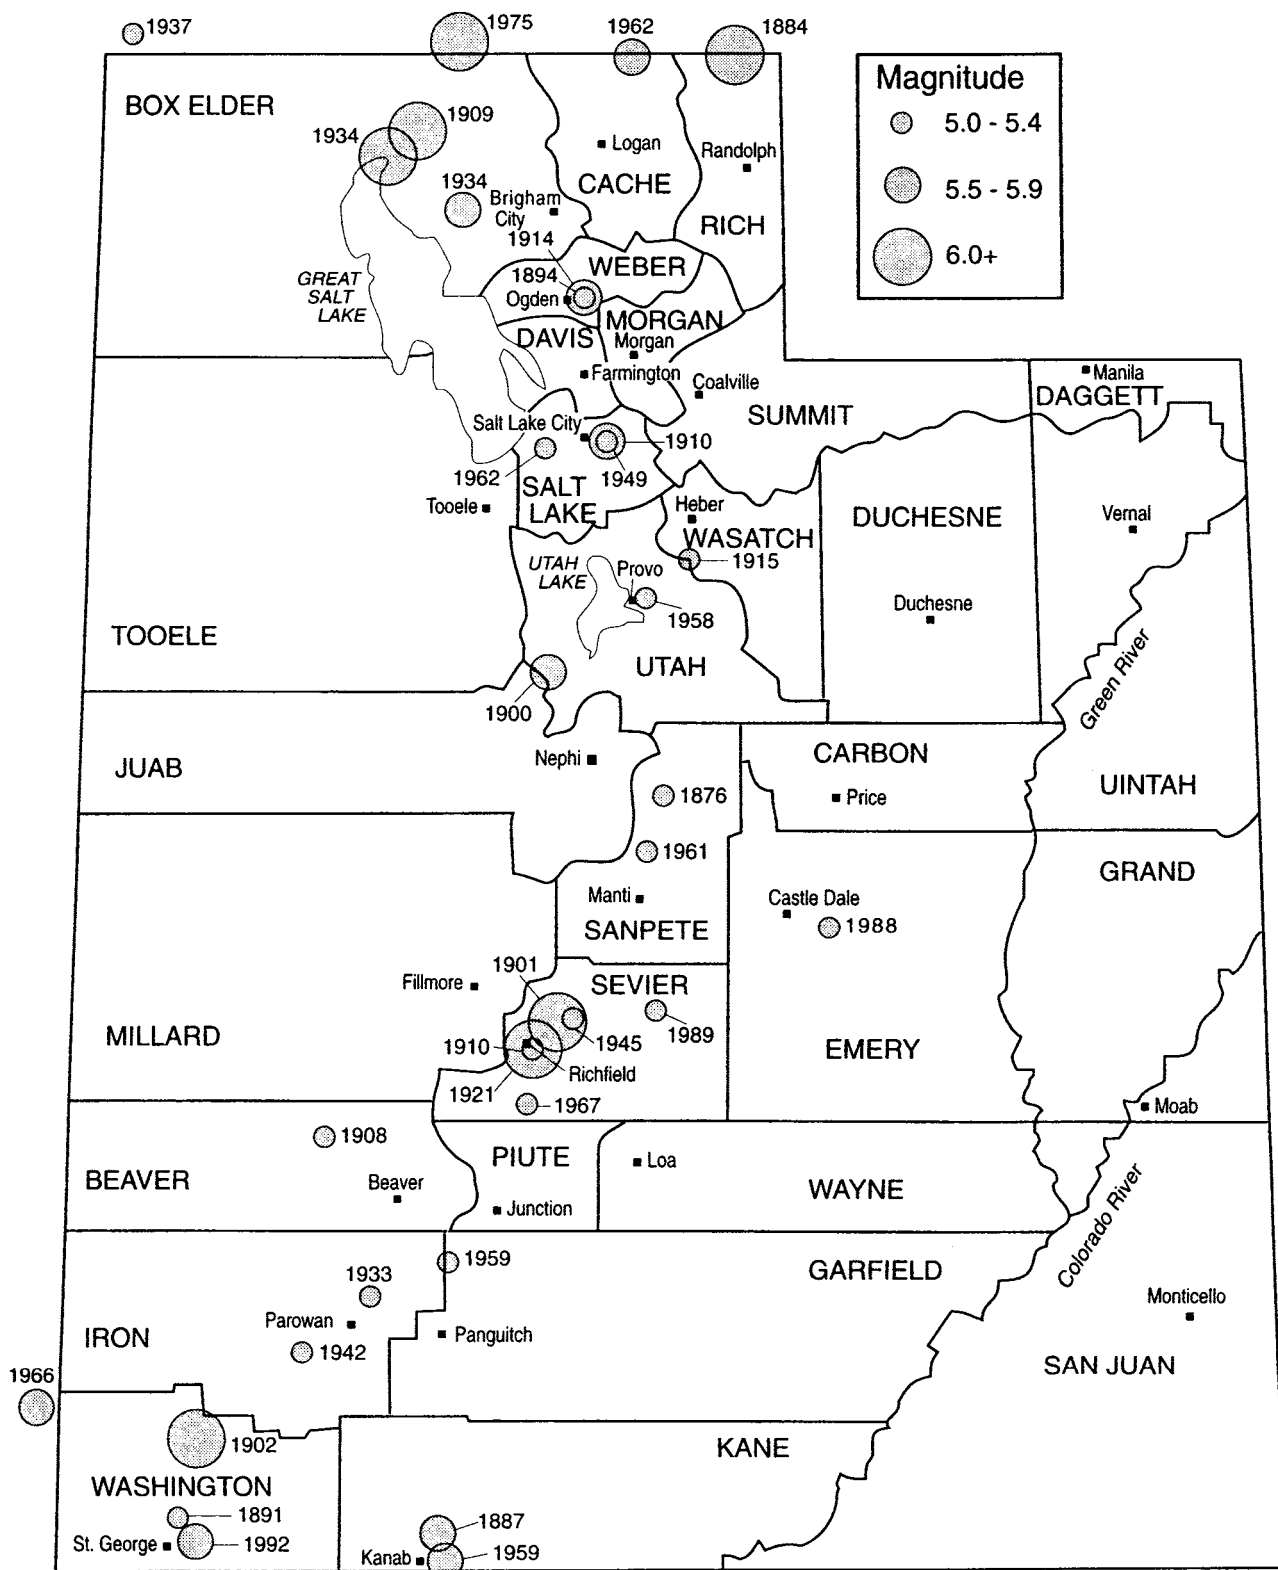 1937
1975
1962
1884
Magnitude
5.0 - 5.4
5.5 - 5.9
6.0+
BOX ELDER
1909
1934
Logan
Randolph
CACHE
1934
Brigham
City
RICH
1914
WEBER
1894
GREAT
SALT
LAKE
Ogden
MORGAN
DAVIS
Morgan
Farmington
Coalville
Manila
DAGGETT
SUMMIT
Salt Lake City
1910
1962
1949
SALT
LAKE
Tooele
Heber
WASATCH
DUCHESNE
Vernal
UTAH
LAKE
Provo
1915
1958
Duchesne
TOOELE
UTAH
Green River
1900
JUAB
Nephi
CARBON
UINTAH
1876
Price
1961
GRAND
Manti
Castle Dale
SANPETE
1988
1901
SEVIER
Fillmore
MILLARD
1910
1945
1989
EMERY
Richfield
1921
1967
Moab
1908
PIUTE
Loa
BEAVER
Beaver
WAYNE
Junction
Colorado River
1959
GARFIELD
1933
Monticello
Parowan
IRON
Panguitch
1942
SAN JUAN
1966
1902
KANE
WASHINGTON
1891
1887
St. George
1992
Kanab
1959